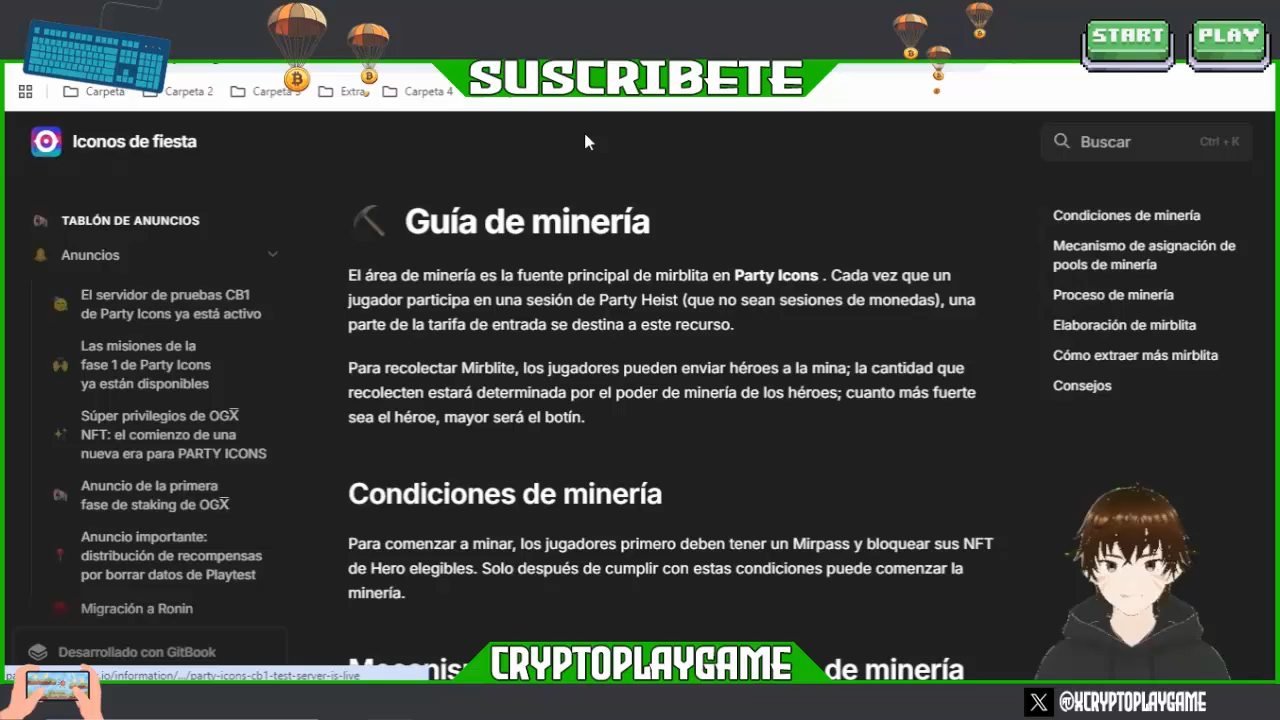 START PLAY
SUSCRIBETE
Carpeta Carpeta 2 Carpeta Extra Carpeta 4
Iconos de fiesta
Buscar Ctrl + K
TABLÓN DE ANUNCIOS
Anuncios
El servidor de pruebas CB1
de Party Icons ya está activo
Las misiones de la
fase 1 de Party Icons
ya están disponibles
Súper privilegios de OGX̅
NFT: el comienzo de una
nueva era para PARTY ICONS
Anuncio de la primera
fase de staking de OGX̅
Anuncio importante:
distribución de recompensas
por borrar datos de Playtest
Migración a Ronin
Desarrollado con GitBook
.io/information/.../party-icons-cb1-test-server-is-live
Guía de minería
El área de minería es la fuente principal de mirblita en Party Icons . Cada vez que un
jugador participa en una sesión de Party Heist (que no sean sesiones de monedas), una
parte de la tarifa de entrada se destina a este recurso.
Para recolectar Mirblite, los jugadores pueden enviar héroes a la mina; la cantidad que
recolecten estará determinada por el poder de minería de los héroes; cuanto más fuerte
sea el héroe, mayor será el botín.
Condiciones de minería
Para comenzar a minar, los jugadores primero deben tener un Mirpass y bloquear sus NFT
de Hero elegibles. Solo después de cumplir con estas condiciones puede comenzar la
minería.
de minería
Condiciones de minería
Mecanismo de asignación de
pools de minería
Proceso de minería
Elaboración de mirblita
Cómo extraer más mirblita
Consejos
CRYPTOPLAYGAME
@XCRYPTOPLAYGAME